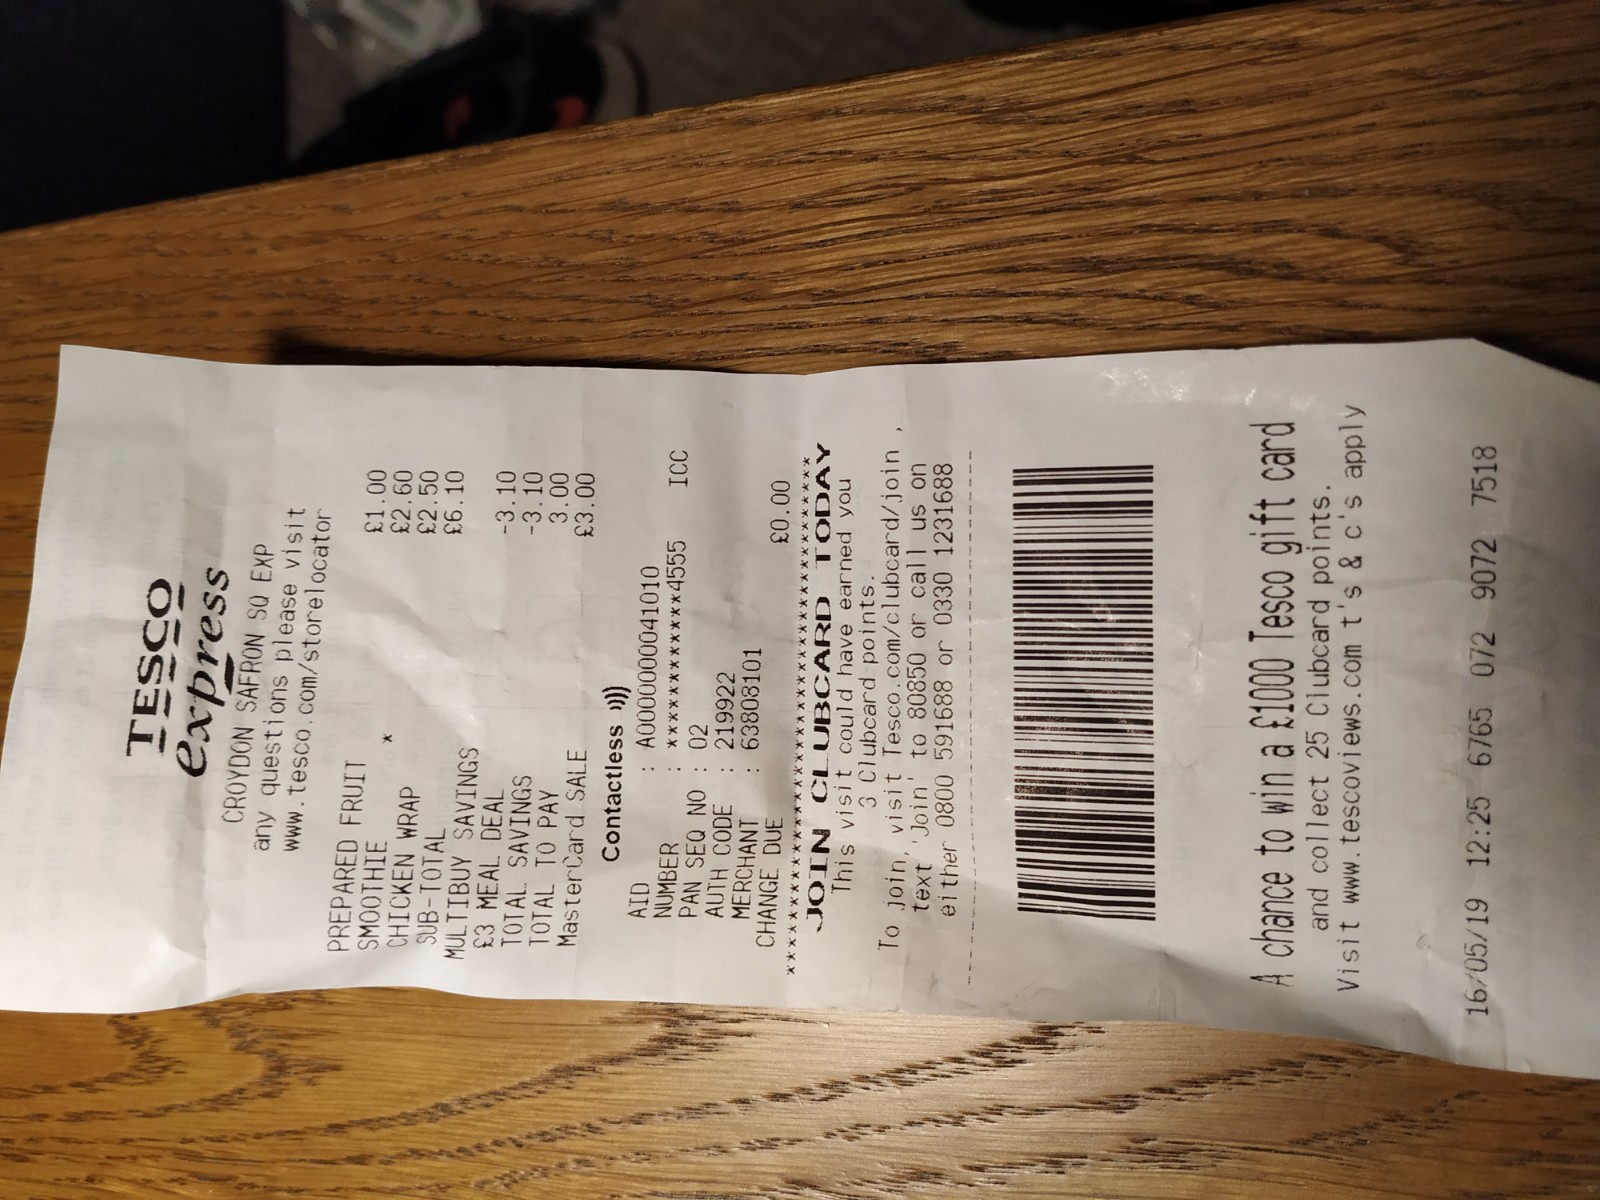 TESCO
express
CROYDON SAFRON SQ EXP
any questions please visit
www.tesco.com/storelocator
PREPARED FRUIT £1.00
SMOOTHIE * £2.60
CHICKEN WRAP £2.50
SUB-TOTAL £6.10
MULTIBUY SAVINGS
£3 MEAL DEAL -3.10
TOTAL SAVINGS -3.10
TOTAL TO PAY 3.00
MasterCard SALE £3.00
Contactless
AID : A0000000041010
NUMBER : ************4555 ICC
PAN SEQ NO : 02
AUTH CODE : 219922
MERCHANT : 63808101
CHANGE DUE £0.00
****************************************
JOIN CLUBCARD TODAY
This visit could have earned you
3 Clubcard points.
To join, visit Tesco.com/clubcard/join,
text 'Join' to 80850 or call us on
either 0800 591688 or 0330 1231688
----------------------------------------
A chance to win a £1000 Tesco gift card
and collect 25 Clubcard points.
Visit www.tescoviews.com t's & c's apply
16/05/19 12:25 6765 072 9072 7518